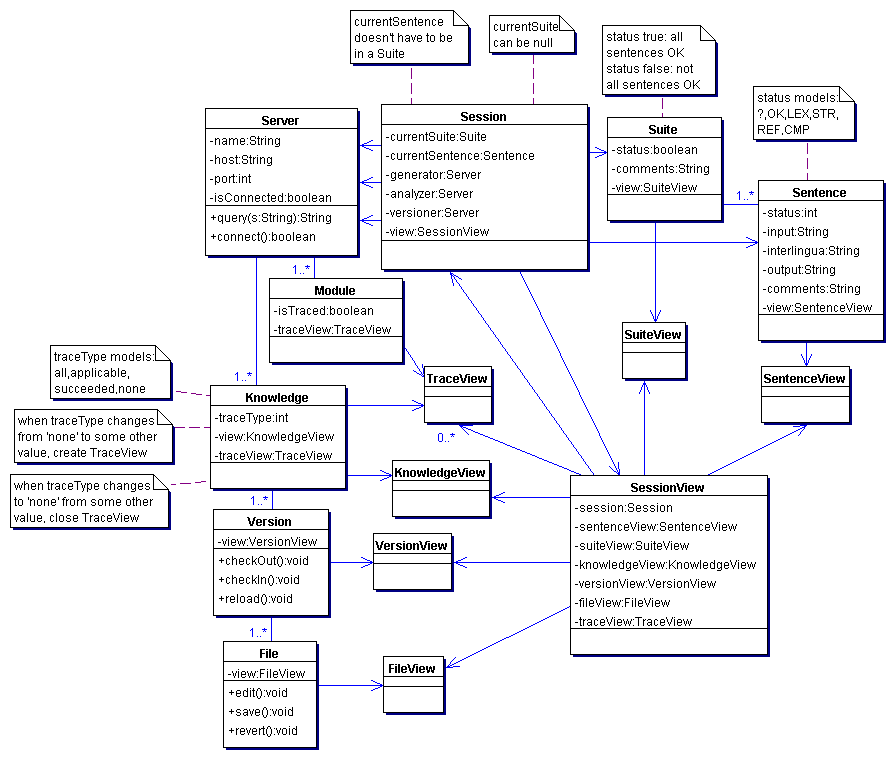 currentSentence
doesn't have to be
in a Suite
currentSuite
can be null
status true: all
sentences OK
status false: not
all sentences OK
status models:
?,OK,LEX,STR,
REF,CMP
Server
-name:String
-host:String
-port:int
-isConnected:boolean
+query(s:String):String
+connect():boolean
Session
-currentSuite:Suite
-currentSentence:Sentence
-generator:Server
-analyzer:Server
-versioner:Server
-view:SessionView
Suite
-status:boolean
-comments:String
-view:SuiteView
1..*
Sentence
-status:int
-input:String
-interlingua:String
-output:String
-comments:String
-view:SentenceView
1..*
Module
-isTraced:boolean
-traceView:TraceView
SuiteView
traceType models:
all,applicable,
succeeded,none
when traceType changes
from 'none' to some other
value, create TraceView
when traceType changes
to 'none' from some other
value, close TraceView
1..*
Knowledge
-traceType:int
-view:KnowledgeView
-traceView:TraceView
TraceView
0..*
SentenceView
KnowledgeView
1..*
Version
-view:VersionView
+checkOut():void
+checkIn():void
+reload():void
VersionView
SessionView
-session:Session
-sentenceView:SentenceView
-suiteView:SuiteView
-knowledgeView:KnowledgeView
-versionView:VersionView
-fileView:FileView
-traceView:TraceView
1..*
File
-view:FileView
+edit():void
+save():void
+revert():void
FileView